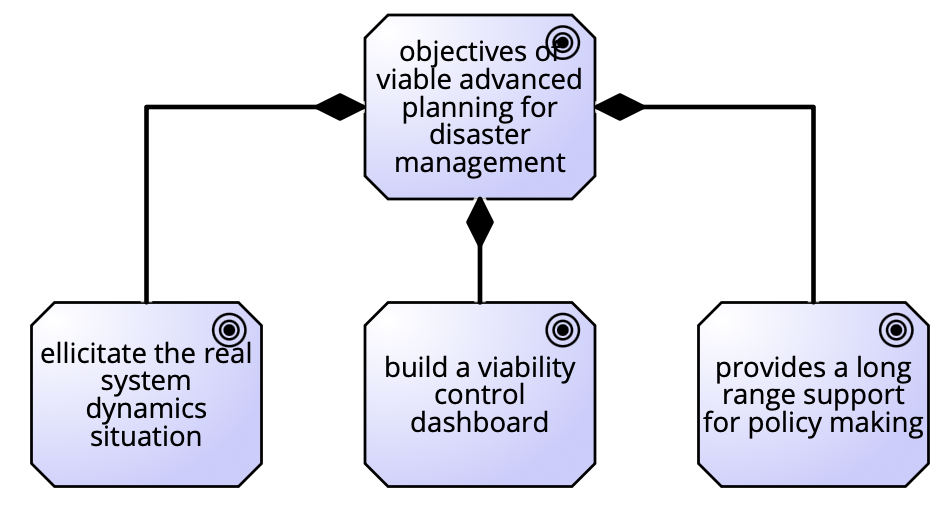 objectives of
viable advanced
planning for
disaster
management
ellicitate the real
system
dynamics
situation
build a viability
control
dashboard
provides a long
range support
for policy making